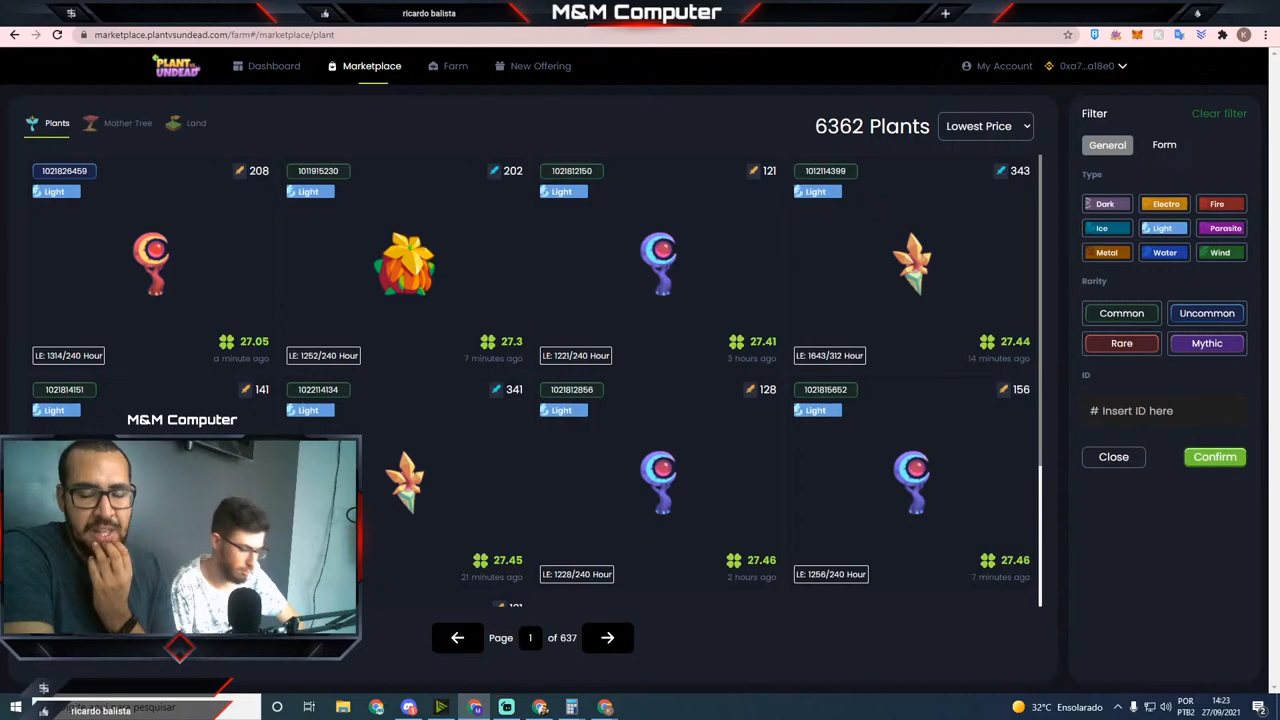 ricardo balista
M&M Computer
marketplace.plantvsundead.com/farm#/marketplace/plant
K
PLANT VS UNDEAD
Dashboard
Marketplace
Farm
New Offering
My Account
0xa7...a18e0
Plants
Mother Tree
Land
6362 Plants
Lowest Price
1021826459
208
Light
LE: 1314/240 Hour
27.05
a minute ago
1011915230
202
Light
LE: 1252/240 Hour
27.3
7 minutes ago
1021812150
121
Light
LE: 1221/240 Hour
27.41
3 hours ago
1012114399
343
Light
LE: 1643/312 Hour
27.44
14 minutes ago
1021814151
141
Light
1022114134
341
Light
27.45
21 minutes ago
1021812856
128
Light
LE: 1228/240 Hour
27.46
2 hours ago
1021815652
156
Light
LE: 1256/240 Hour
27.46
7 minutes ago
Page 1 of 637
Filter
Clear filter
General
Form
Type
Dark
Electro
Fire
Ice
Light
Parasite
Metal
Water
Wind
Rarity
Common
Uncommon
Rare
Mythic
ID
# Insert ID here
Close
Confirm
M&M Computer
ricardo balista
aqui para pesquisar
32°C Ensolarado
POR
PTB2
14:23
27/09/2021